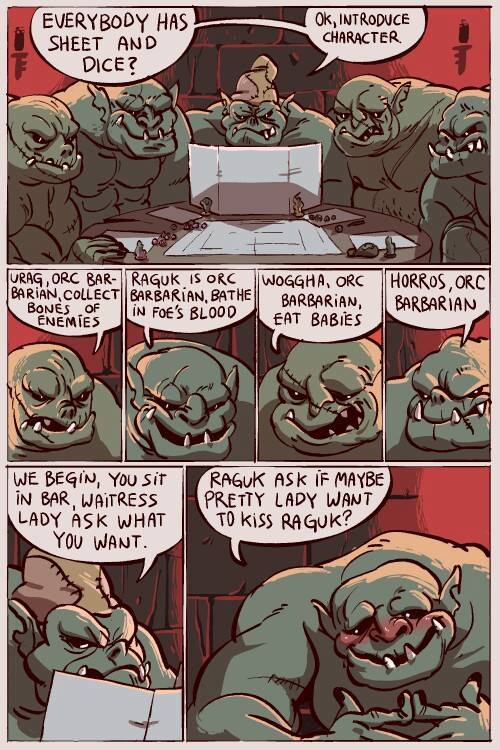 EVERYBODY HAS
SHEET AND
DICE?
OK, INTRODUCE
CHARACTER
URAG, ORC BAR-
BARIAN, COLLECT
BONES OF
ENEMIES
RAGUK IS ORC
BARBARIAN, BATHE
IN FOE'S BLOOD
WOGGHA, ORC
BARBARIAN,
EAT BABIES
HORROS, ORC
BARBARIAN
WE BEGIN, YOU SIT
IN BAR, WAITRESS
LADY ASK WHAT
YOU WANT.
RAGUK ASK IF MAYBE
PRETTY LADY WANT
TO KISS RAGUK?